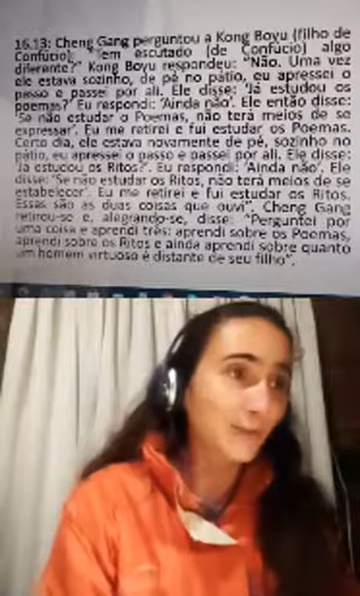 16.13: Cheng Gang perguntou a Kong Boyu (filho de
Confúcio), "Tem escutado (de Confúcio) algo
diferente?" Kong Boyu respondeu: "Não. Uma vez
ele estava sozinho, de pé no pátio, eu apressei o
passo e passei por ali. Ele disse: 'Já estudou os
poemas?' Eu respondi: 'Ainda não'. Ele então disse:
'Se não estudar o Poemas, não terá meios de se
expressar'. Eu me retirei e fui estudar os Poemas.
Certo dia, ele estava novamente de pé, sozinho no
pátio, eu apressei o passo e passei por ali. Ele disse:
'Ja estudou os Ritos?'. Eu respondi: 'Ainda não'. Ele
disse: 'Se não estudar os Ritos, não terá meios de se
estabelecer'. Eu me retirei e fui estudar os Ritos.
Essas são as duas coisas que ouvi". Cheng Gang
retirou-se e, alegrando-se, disse: "Perguntei por
uma coisa e aprendi três: aprendi sobre os Poemas,
aprendi sobre os Ritos e ainda aprendi sobre quanto
um homem virtuoso é distante de seu filho".